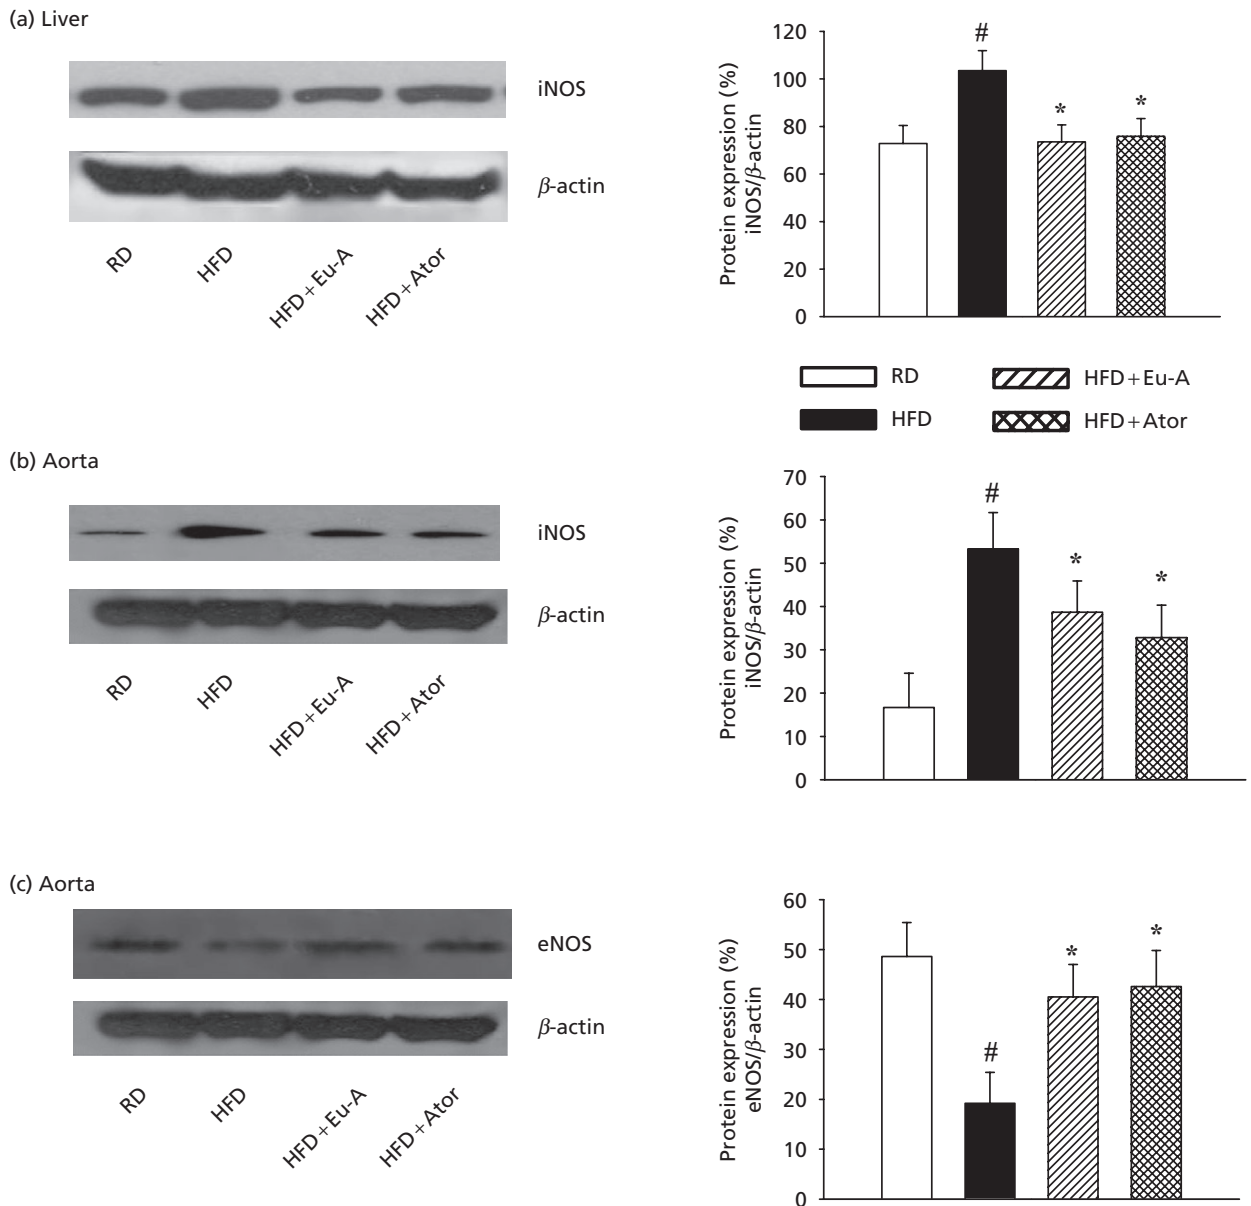 (a) Liver
iNOS
β-actin
RD
HFD
HFD+Eu-A
HFD+Ator
Protein expression (%)
iNOS/β-actin
120
100
80
60
40
20
0
#
*
*
RD
HFD
HFD+Eu-A
HFD+Ator
(b) Aorta
iNOS
β-actin
RD
HFD
HFD+Eu-A
HFD+Ator
Protein expression (%)
iNOS/β-actin
70
60
50
40
30
20
10
0
#
*
*
(c) Aorta
eNOS
β-actin
RD
HFD
HFD+Eu-A
HFD+Ator
Protein expression (%)
eNOS/β-actin
60
50
40
30
20
10
0
#
*
*